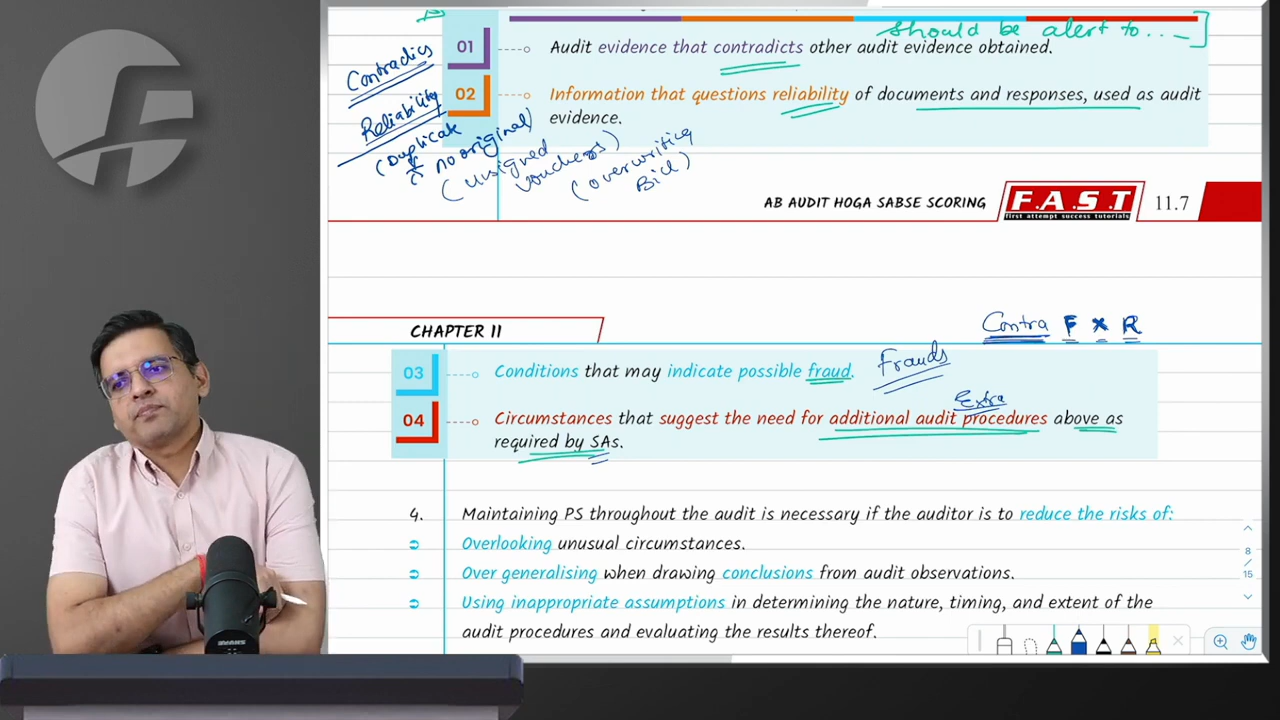 should be alert to...
01 Audit evidence that contradicts other audit evidence obtained.
Contradics
02 Information that questions reliability of documents and responses, used as audit
evidence.
Reliability
(Duplicate
no original)
(unsigned
vouchers)
(overwriting
Bill)
AB AUDIT HOGA SABSE SCORING
F.A.S.T
first attempt success tutorials
11.7
CHAPTER 11
Contra F X R
03 Conditions that may indicate possible fraud.
Frauds
Extra
04 Circumstances that suggest the need for additional audit procedures above as
required by SAs.
4. Maintaining PS throughout the audit is necessary if the auditor is to reduce the risks of:
Overlooking unusual circumstances.
Over generalising when drawing conclusions from audit observations.
Using inappropriate assumptions in determining the nature, timing, and extent of the
audit procedures and evaluating the results thereof.
8
/
15